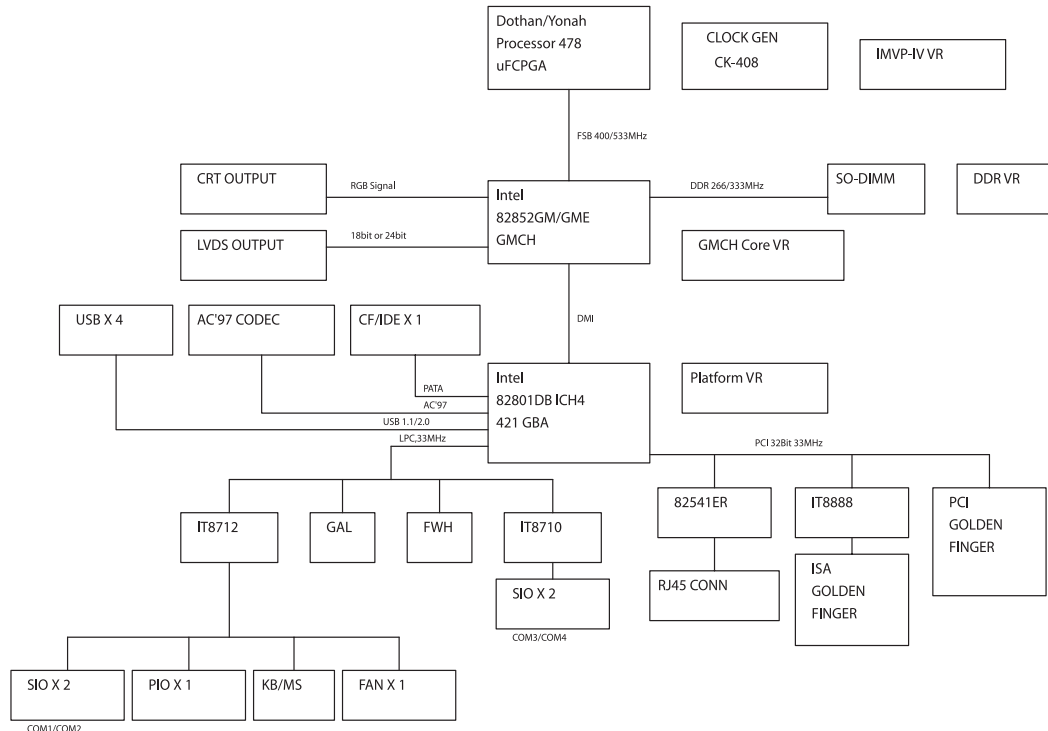 Dothan/Yonah
Processor 478
uFCPGA
CLOCK GEN
CK-408
IMVP-IV VR
FSB 400/533MHz
CRT OUTPUT
RGB Signal
Intel
82852GM/GME
GMCH
DDR 266/333MHz
SO-DIMM
DDR VR
LVDS OUTPUT
18bit or 24bit
GMCH Core VR
USB X 4
AC'97 CODEC
CF/IDE X 1
DMI
Intel
82801DB ICH4
421 GBA
Platform VR
PATA
AC'97
USB 1.1/2.0
LPC,33MHz
PCI 32Bit 33MHz
IT8712
GAL
FWH
IT8710
82541ER
IT8888
PCI
GOLDEN
FINGER
SIO X 2
COM3/COM4
RJ45 CONN
ISA
GOLDEN
FINGER
SIO X 2
PIO X 1
KB/MS
FAN X 1
COM1/COM2